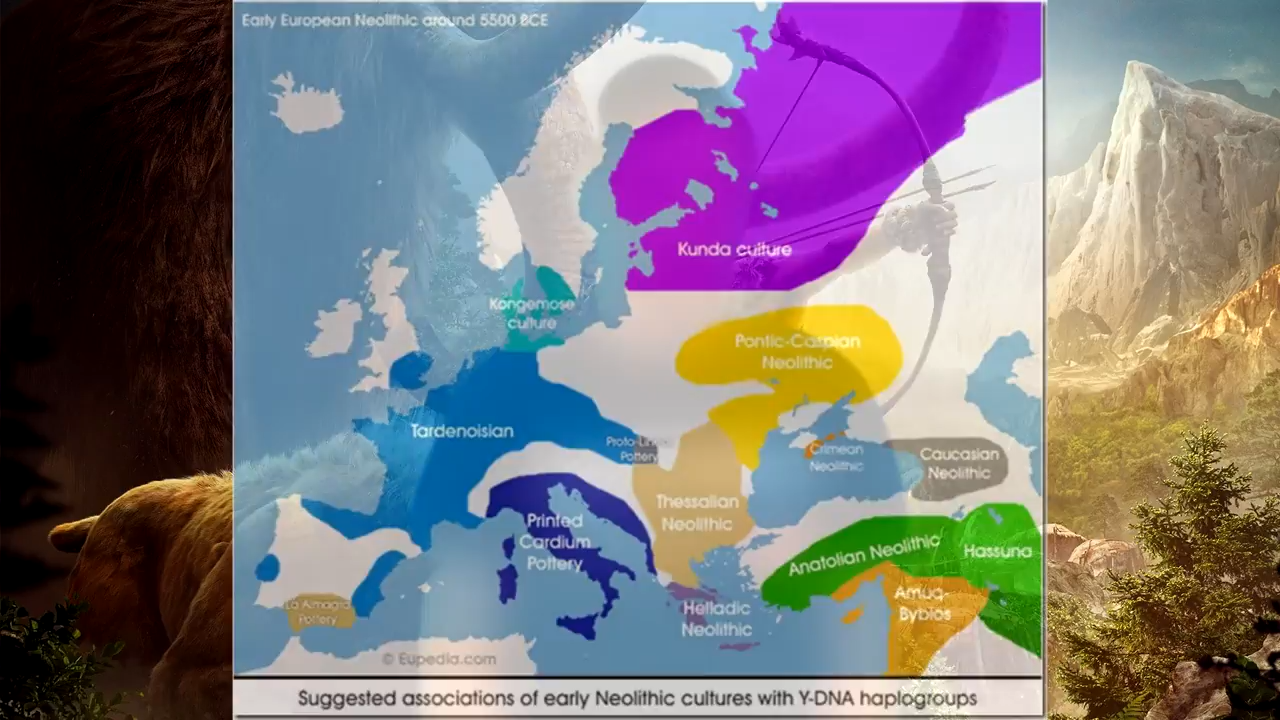 Early European Neolithic around 5500 BCE
Kunda culture
Kongemose
culture
Pontic-Caspian
Neolithic
Tardenoisian
Proto-Linear
Pottery
Crimean
Neolithic
Caucasian
Neolithic
Thessalian
Neolithic
Printed
Cardium
Pottery
Anatolian Neolithic
Hassuna
Amuq-
Byblos
La Almagra
Pottery
Helladic
Neolithic
© Eupedia.com
Suggested associations of early Neolithic cultures with Y-DNA haplogroups